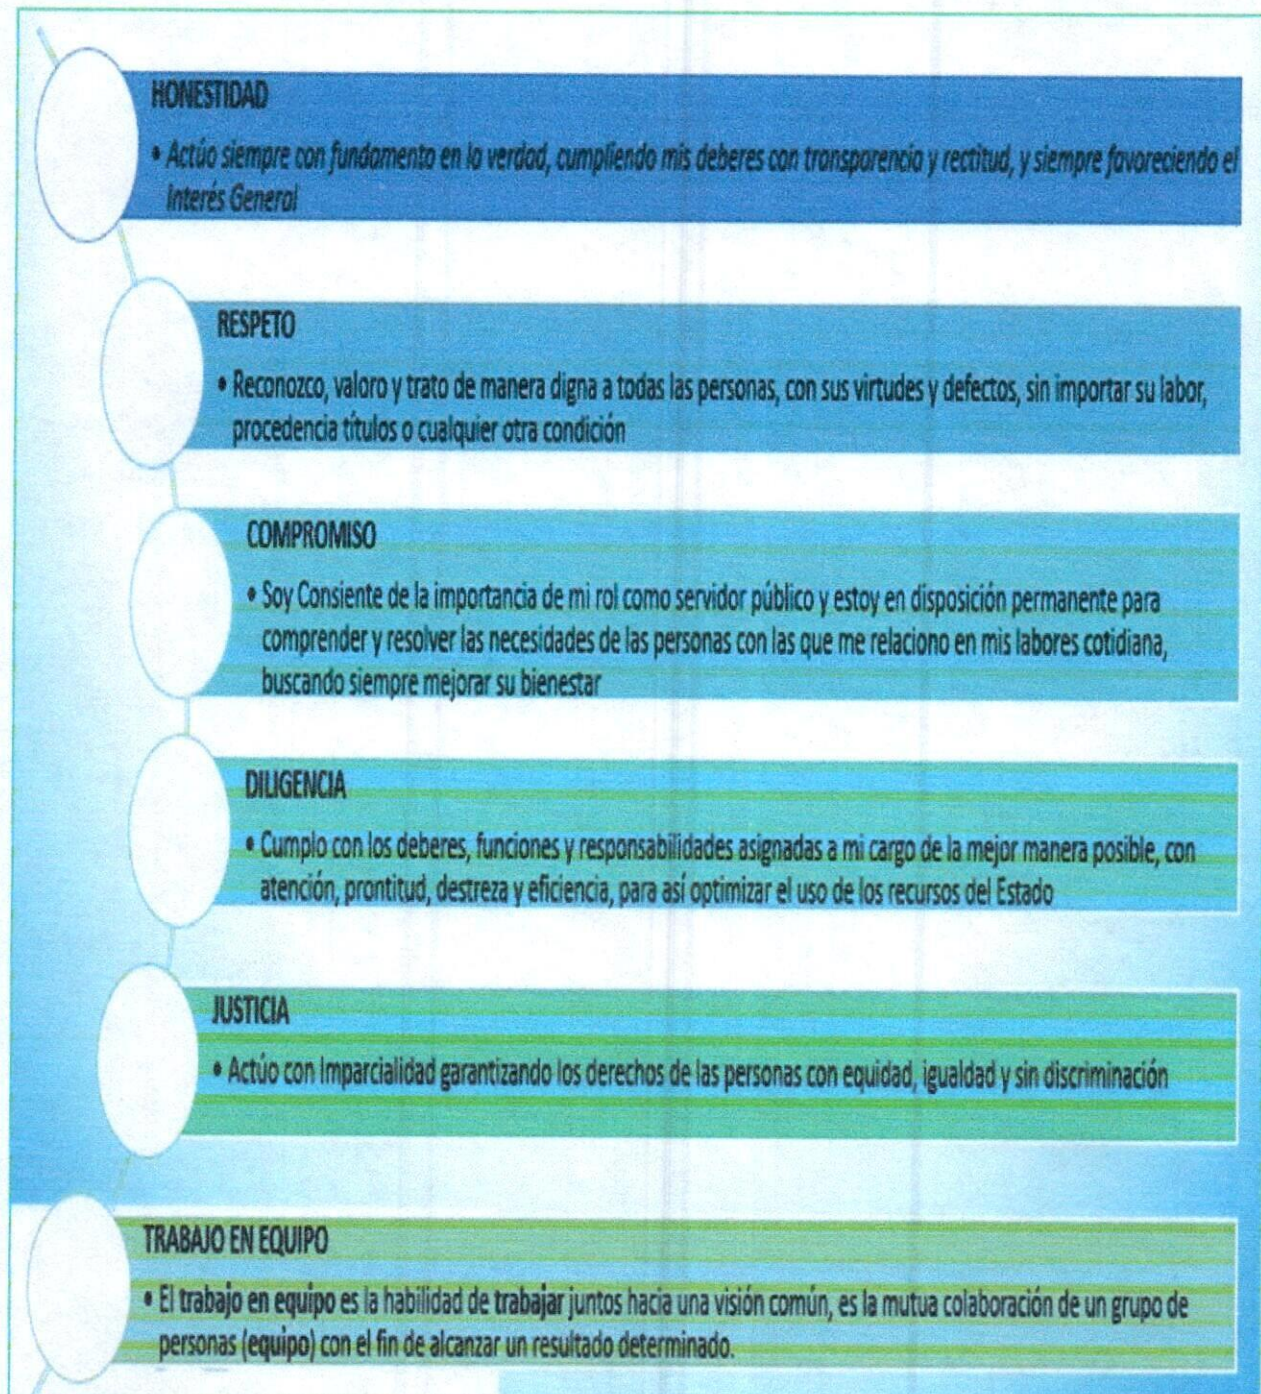 HONESTIDAD
• Actúo siempre con fundamento en la verdad, cumpliendo mis deberes con transparencia y rectitud, y siempre favoreciendo el
Interés General
RESPETO
• Reconozco, valoro y trato de manera digna a todas las personas, con sus virtudes y defectos, sin importar su labor,
procedencia títulos o cualquier otra condición
COMPROMISO
• Soy Consiente de la importancia de mi rol como servidor público y estoy en disposición permanente para
comprender y resolver las necesidades de las personas con las que me relaciono en mis labores cotidiana,
buscando siempre mejorar su bienestar
DILIGENCIA
• Cumplo con los deberes, funciones y responsabilidades asignadas a mi cargo de la mejor manera posible, con
atención, prontitud, destreza y eficiencia, para así optimizar el uso de los recursos del Estado
JUSTICIA
• Actúo con Imparcialidad garantizando los derechos de las personas con equidad, igualdad y sin discriminación
TRABAJO EN EQUIPO
• El trabajo en equipo es la habilidad de trabajar juntos hacia una visión común, es la mutua colaboración de un grupo de
personas (equipo) con el fin de alcanzar un resultado determinado.